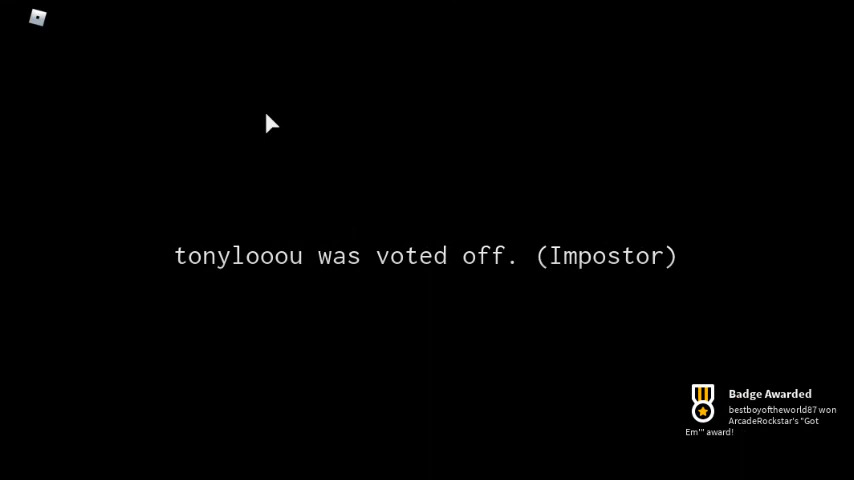 tonylooou was voted off. (Impostor)
Badge Awarded
bestboyoftheworld87 won
ArcadeRockstar's "Got
Em'" award!